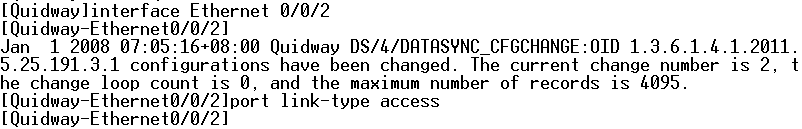 [Quidway]interface Ethernet 0/0/2
[Quidway-Ethernet0/0/2]
Jan  1 2008 07:05:16+08:00 Quidway DS/4/DATASYNC_CFGCHANGE:OID 1.3.6.1.4.1.2011.
5.25.191.3.1 configurations have been changed. The current change number is 2, t
he change loop count is 0, and the maximum number of records is 4095.
[Quidway-Ethernet0/0/2]port link-type access
[Quidway-Ethernet0/0/2]